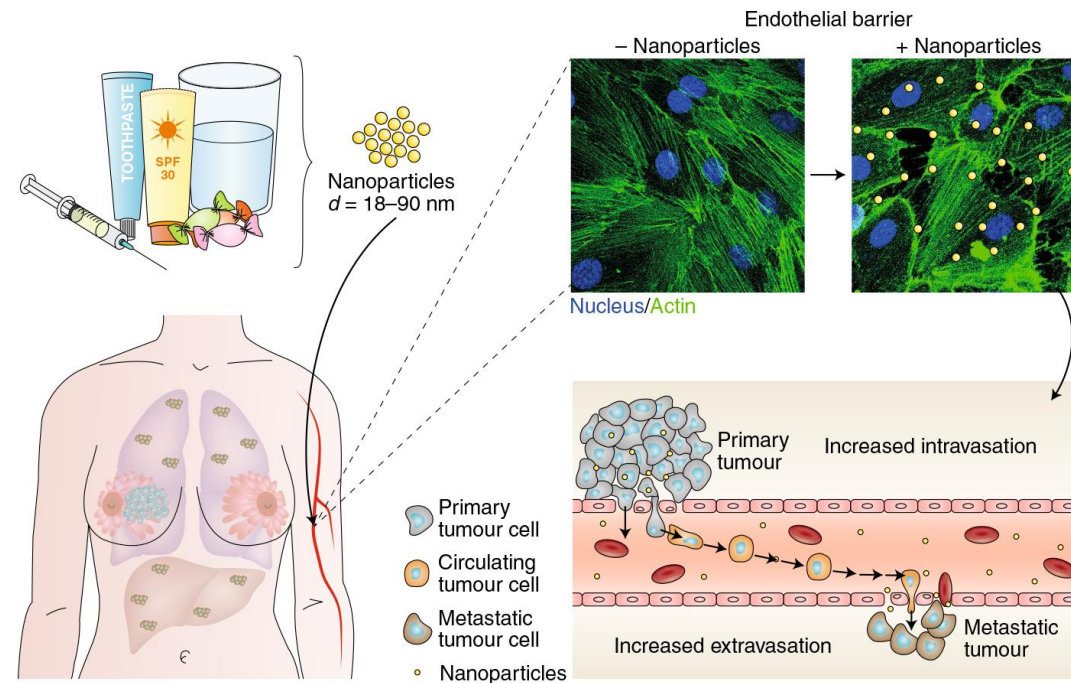 TOOTHPASTE
SPF
30
Nanoparticles
d = 18–90 nm
Endothelial barrier
– Nanoparticles
+ Nanoparticles
Nucleus/Actin
Primary
tumour cell
Circulating
tumour cell
Metastatic
tumour cell
Nanoparticles
Primary
tumour
Increased intravasation
Increased extravasation
Metastatic
tumour